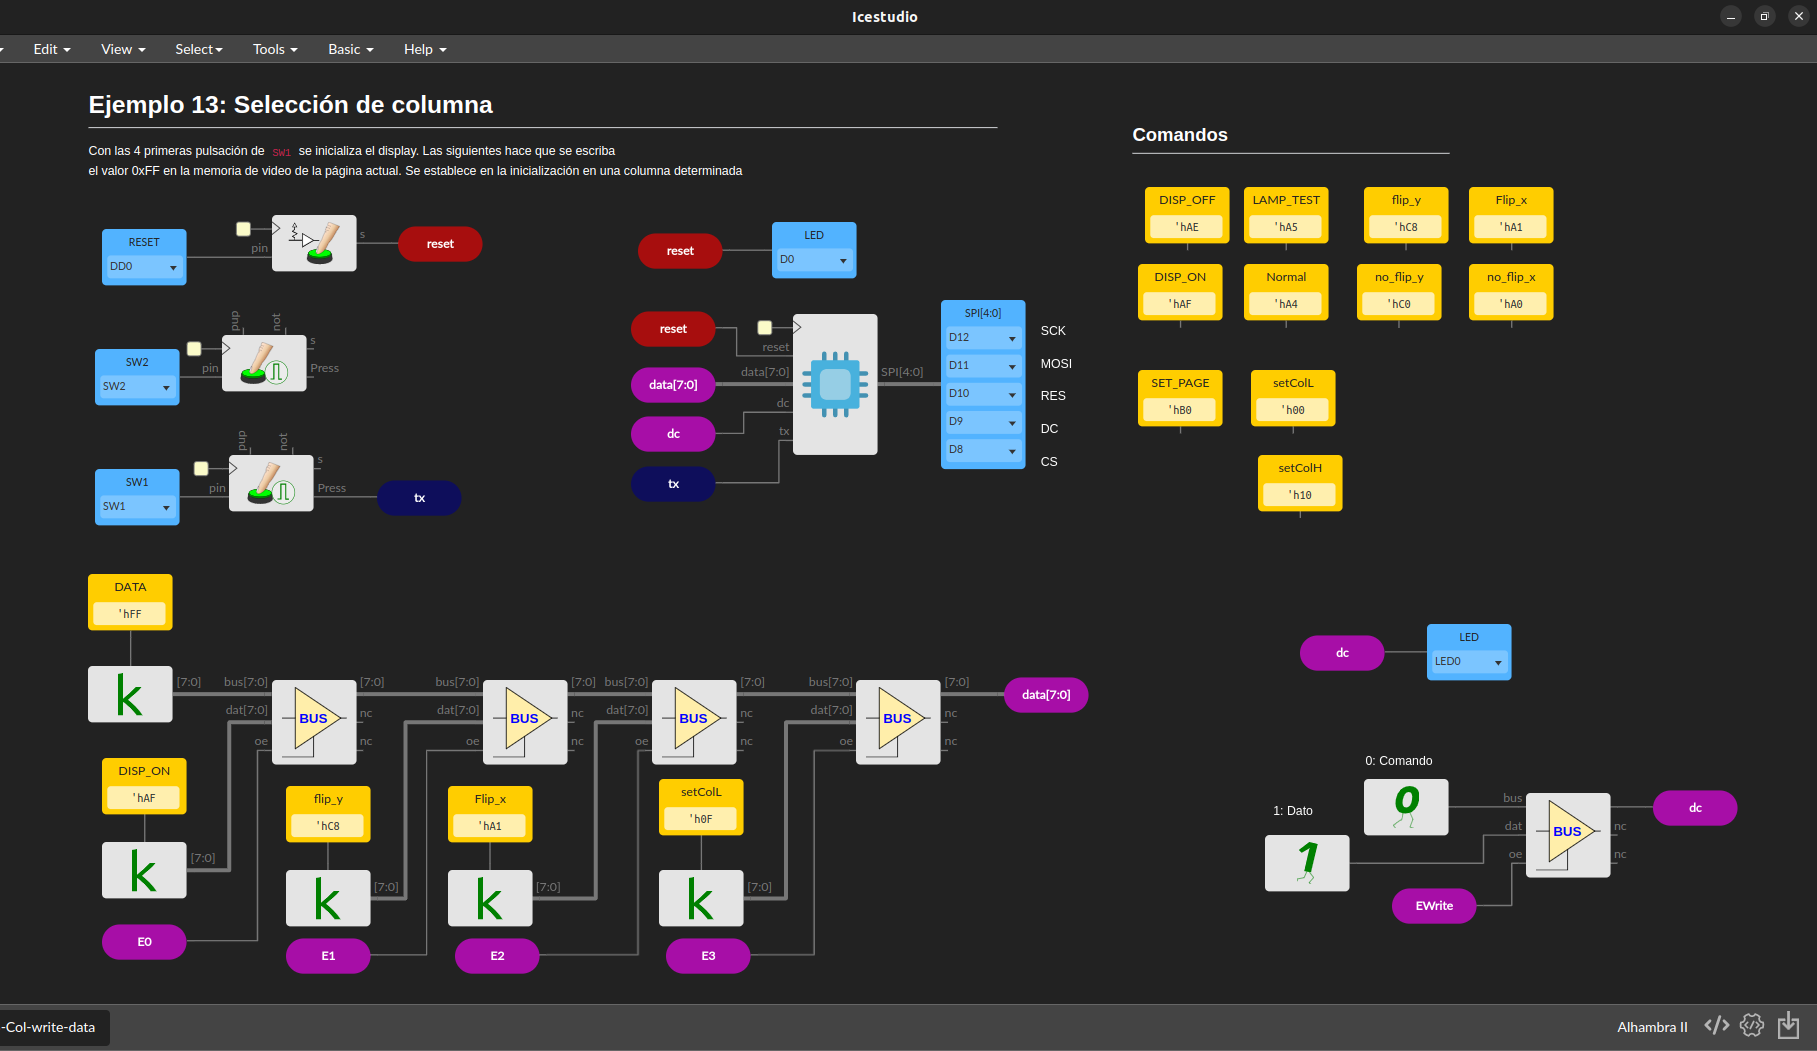 Icestudio
Edit View Select Tools Basic Help
Ejemplo 13: Selección de columna
Con las 4 primeras pulsación de SW1 se inicializa el display. Las siguientes hace que se escriba
el valor 0xFF en la memoria de video de la página actual. Se establece en la inicialización en una columna determinada
Comandos
DISP_OFF
'hAE
LAMP_TEST
'hA5
flip_y
'hC8
Flip_x
'hA1
DISP_ON
'hAF
Normal
'hA4
no_flip_y
'hC0
no_flip_x
'hA0
SET_PAGE
'hB0
setColL
'h00
setColH
'h10
RESET
DD0
pin
s
reset
SW2
SW2
pin
pup
not
s
Press
SW1
SW1
pin
pup
not
s
Press
tx
reset
LED
D0
reset
data[7:0]
dc
tx
reset
data[7:0]
dc
tx
SPI[4:0]
SPI[4:0]
D12
D11
D10
D9
D8
SCK
MOSI
RES
DC
CS
DATA
'hFF
k
[7:0]
bus[7:0]
dat[7:0]
oe
BUS
[7:0]
nc
nc
bus[7:0]
dat[7:0]
oe
BUS
[7:0]
nc
nc
bus[7:0]
dat[7:0]
oe
BUS
[7:0]
nc
nc
bus[7:0]
dat[7:0]
oe
BUS
[7:0]
nc
nc
data[7:0]
DISP_ON
'hAF
k
[7:0]
E0
flip_y
'hC8
k
[7:0]
E1
Flip_x
'hA1
k
[7:0]
E2
setColL
'h0F
k
[7:0]
E3
dc
LED
LED0
0: Comando
0
1: Dato
1
bus
dat
oe
BUS
nc
nc
dc
EWrite
-Col-write-data
Alhambra II